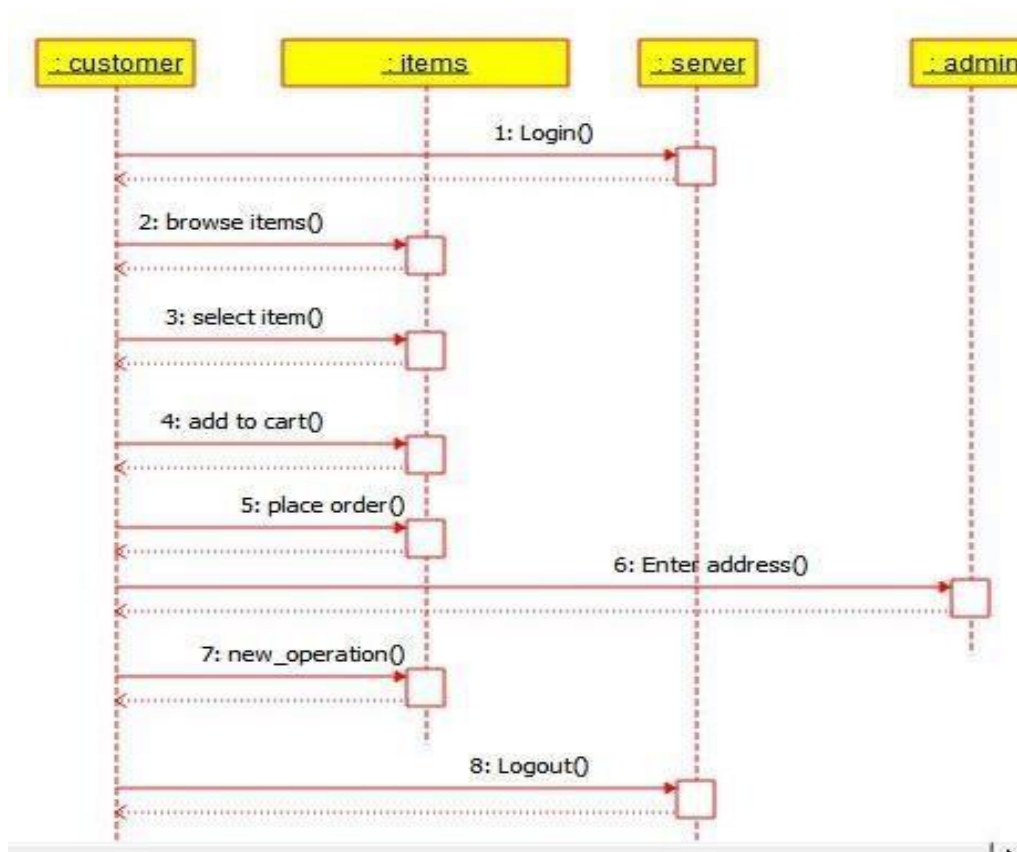 : customer
: items
: server
: admin
1: Login()
2: browse items()
3: select item()
4: add to cart()
5: place order()
6: Enter address()
7: new_operation()
8: Logout()